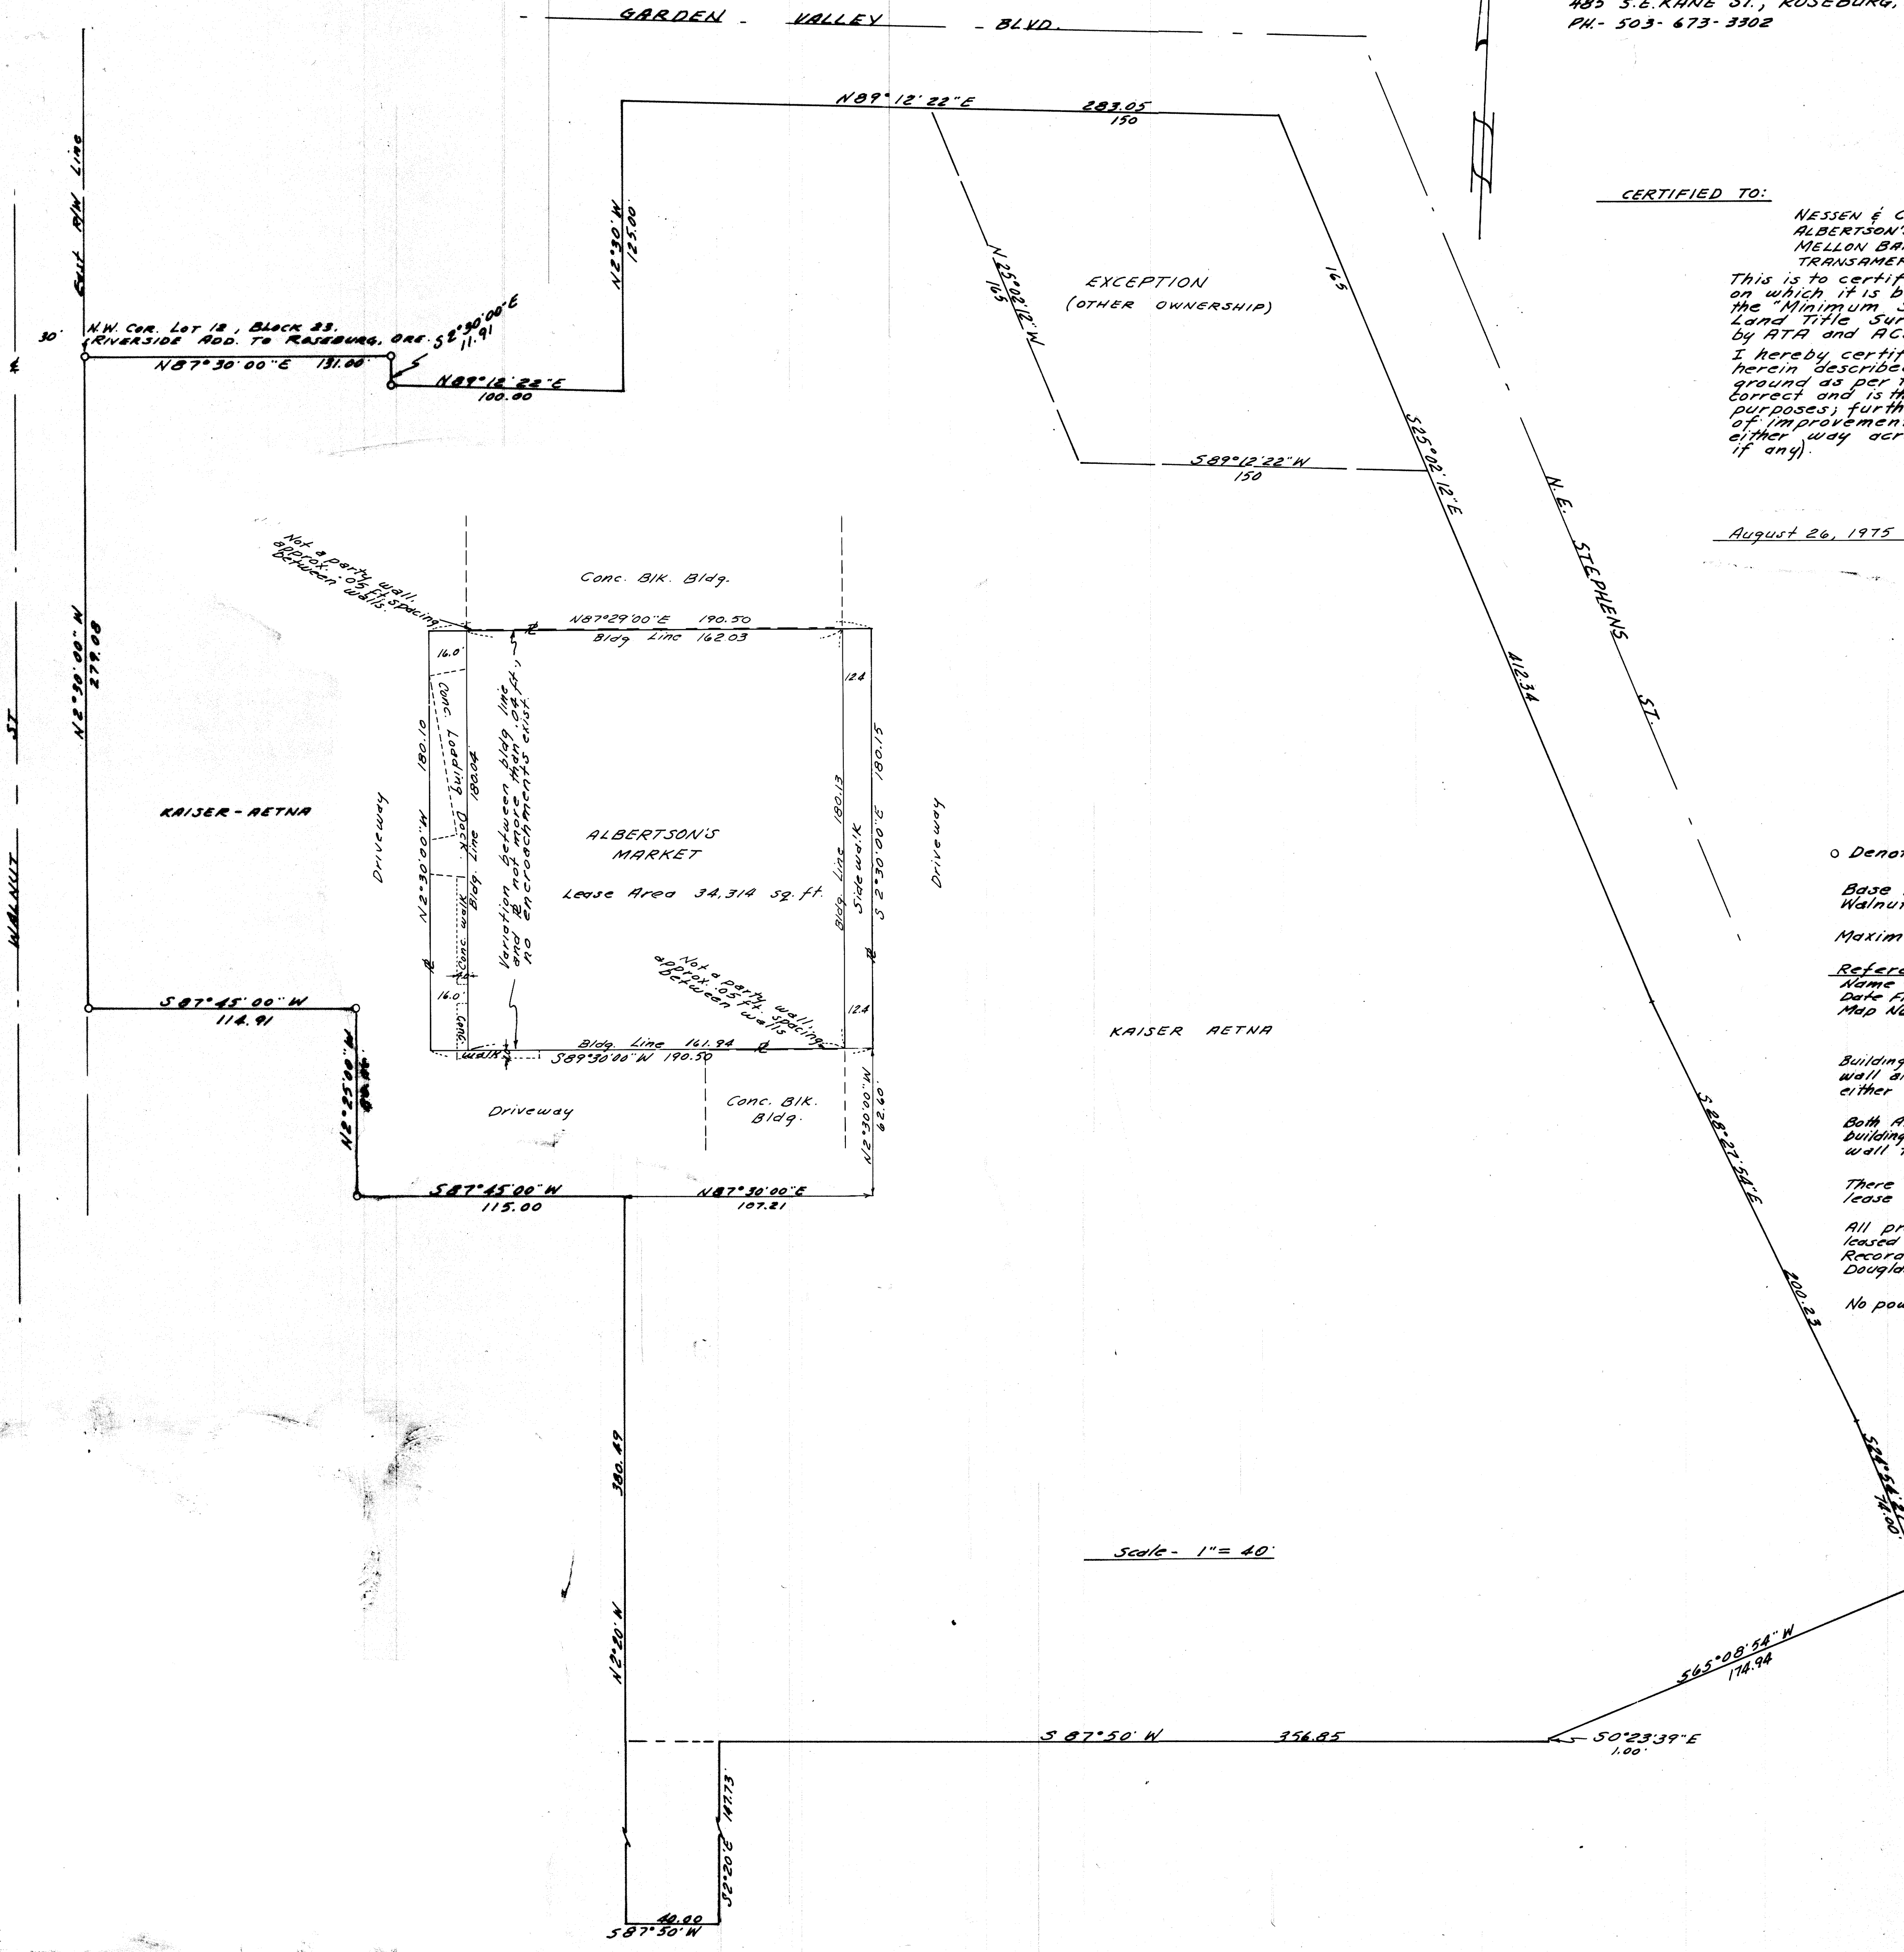 GARDEN - VALLEY - BLVD.
485 S.E. KANE ST., ROSEBURG,
PH.- 503-673-3302
N89°12'22"E 283.05
150
East R/W Line
N2°30'W
125.00
CERTIFIED TO:
NESSEN & C
ALBERTSON'
MELLON BA
TRANSAMER
This is to certif
on which it is b
the "Minimum S
Land Title Sur
by ATA and AC
I hereby certif
herein describe
ground as per
correct and is th
purposes; furth
of improvement
either way acr
if any).
August 26, 1975
N25°02'12"W
165
EXCEPTION
(OTHER OWNERSHIP)
165
30'
N.W. COR. LOT 12, BLOCK 23,
RIVERSIDE ADD. TO ROSEBURG, ORE.
S2°30'00"E
11.91
N87°30'00"E 131.00
N89°12'22"E
100.00
S89°12'22"W
150
S25°02'12"E
412.34
N.E. STEPHENS ST.
Not a party wall,
approx. .05 ft. spacing
between walls.
Conc. Blk. Bldg.
N87°29'00"E 190.50
Bldg Line 162.03
N2°30'00"W
279.08
WALNUT ST
KAISER-AETNA
Driveway
N2°30'00"W 180.10
16.0'
Conc. Loading Dock
Conc. Walk
Bldg. Line 180.04
16.0'
Conc.
walk
Variation between bldg line
and ⅊ not more than .04 ft.,
no encroachments exist.
ALBERTSON'S
MARKET
Lease Area 34,314 sq. ft.
12.4
Bldg. Line 180.13
Sidewalk
S 2°30'00"E 180.15
12.4
Driveway
Not a party wall,
approx. .05 ft. spacing
between walls
Bldg. Line 161.94
S89°30'00"W 190.50
KAISER AETNA
S87°45'00"W
114.91
N2°25'00"W
Driveway
Conc. Blk.
Bldg.
N2°30'00"W
62.60
S87°45'00"W
115.00
N87°30'00"E
107.21
o Denot
Base
Walnut
Maxim
Refere
Name
Date Fi
Map No
Building
wall a
either
Both A
building
wall
There
lease
All pr
leased
Record
Dougla
No pow
S28°27'54"E
200.23
74.00
N2°20'W
380.49
Scale - 1" = 40'
S65°08'54"W
174.94
S 87°50'W 356.85
S0°23'39"E
1.00'
S2°20'E 147.73
40.00
S87°50'W